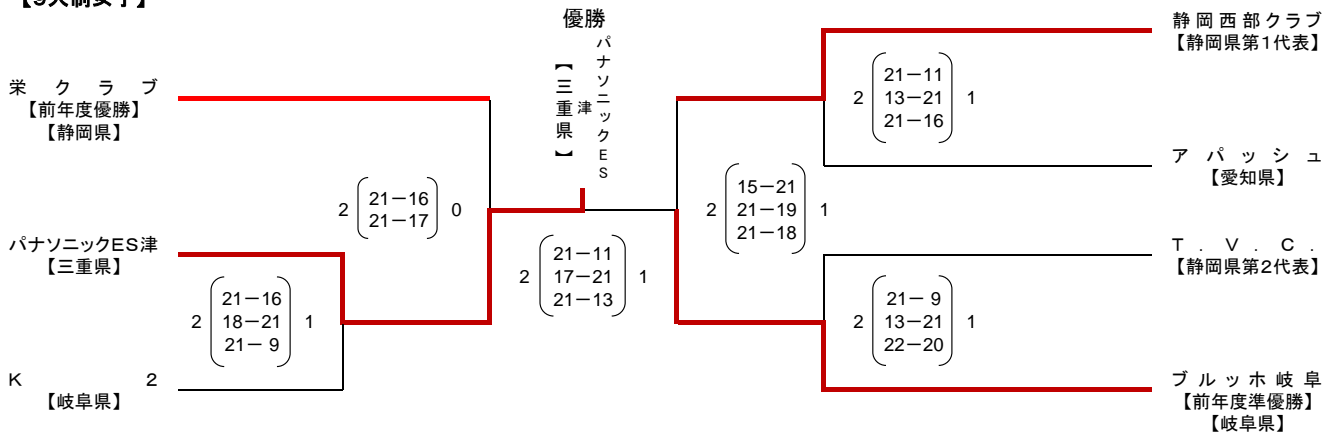 【9人制女子】
優勝
パナソニックES津
【三重県】
栄クラブ
【前年度優勝】
【静岡県】
2 21－16 0
21－17
パナソニックES津
【三重県】
21－16
2 18－21 1
21－ 9
K2
【岐阜県】
21－11
2 17－21 1
21－13
静岡西部クラブ
【静岡県第1代表】
21－11
2 13－21 1
21－16
アパッシュ
【愛知県】
15－21
2 21－19 1
21－18
T.V.C.
【静岡県第2代表】
21－ 9
2 13－21 1
22－20
ブルッホ岐阜
【前年度準優勝】
【岐阜県】